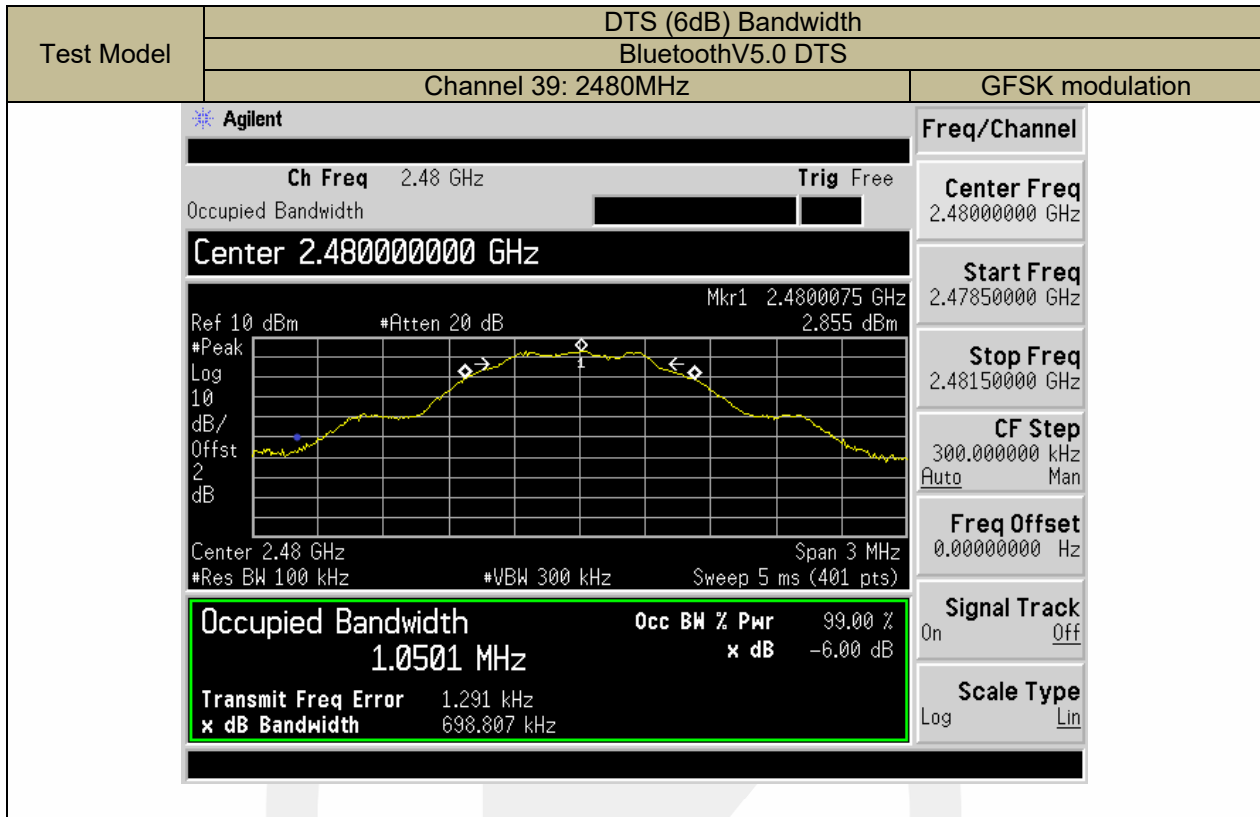 Test Model
DTS (6dB) Bandwidth
BluetoothV5.0 DTS
Channel 39: 2480MHz GFSK modulation
Agilent
Ch Freq 2.48 GHz Trig Free
Occupied Bandwidth
Center 2.480000000 GHz
Mkr1 2.4800075 GHz
Ref 10 dBm #Atten 20 dB 2.855 dBm
#Peak
Log
10
dB/
Offst
2
dB
1
Center 2.48 GHz Span 3 MHz
#Res BW 100 kHz #VBW 300 kHz Sweep 5 ms (401 pts)
Occupied Bandwidth Occ BW % Pwr 99.00 %
1.0501 MHz x dB -6.00 dB
Transmit Freq Error 1.291 kHz
x dB Bandwidth 698.807 kHz
Freq/Channel
Center Freq
2.48000000 GHz
Start Freq
2.47850000 GHz
Stop Freq
2.48150000 GHz
CF Step
300.000000 kHz
Auto Man
Freq Offset
0.00000000 Hz
Signal Track
On Off
Scale Type
Log Lin